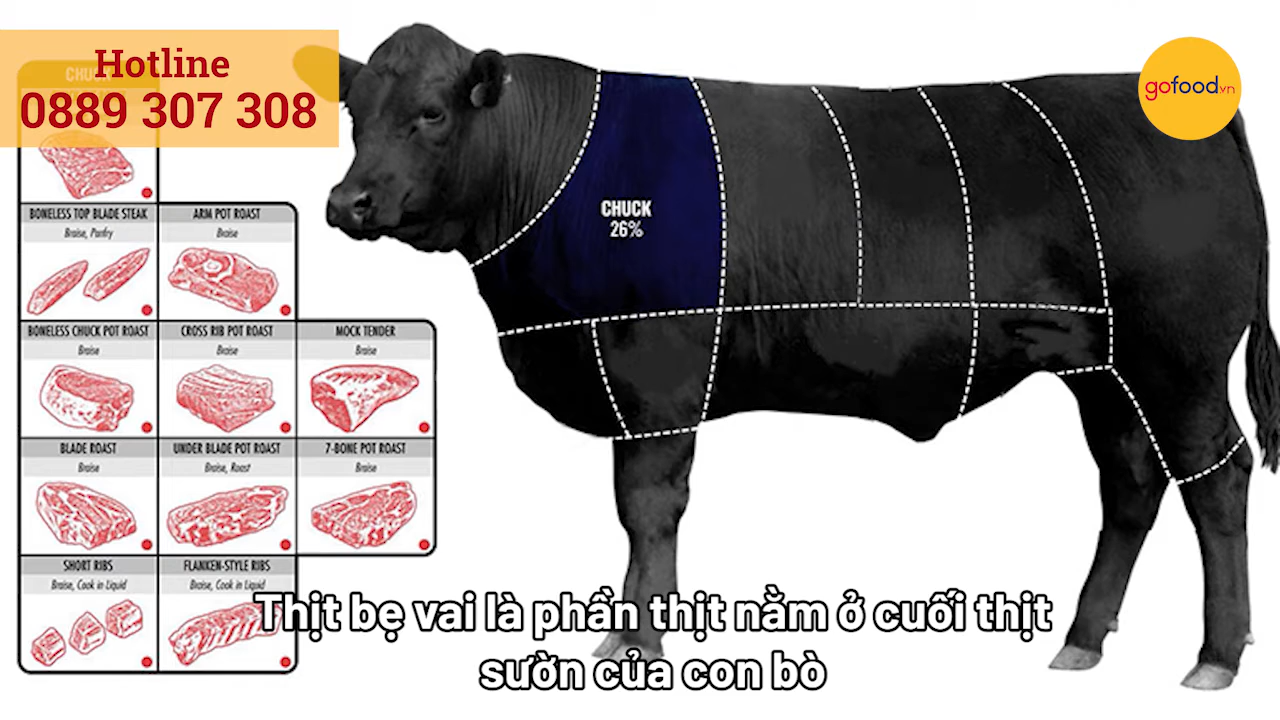 Hotline
0889 307 308
gofood.vn
CHUCK
CHUCK
26%
BONELESS TOP BLADE STEAK
Braise, Panfry
ARM POT ROAST
Braise
BONELESS CHUCK POT ROAST
Braise
CROSS RIB POT ROAST
Braise
MOCK TENDER
Braise
BLADE ROAST
Braise
UNDER BLADE POT ROAST
Braise, Roast
7-BONE POT ROAST
Braise
SHORT RIBS
Braise, Cook in Liquid
FLANKEN-STYLE RIBS
Braise, Cook in Liquid
Thịt bẹ vai là phần thịt nằm ở cuối thịt
sườn của con bò